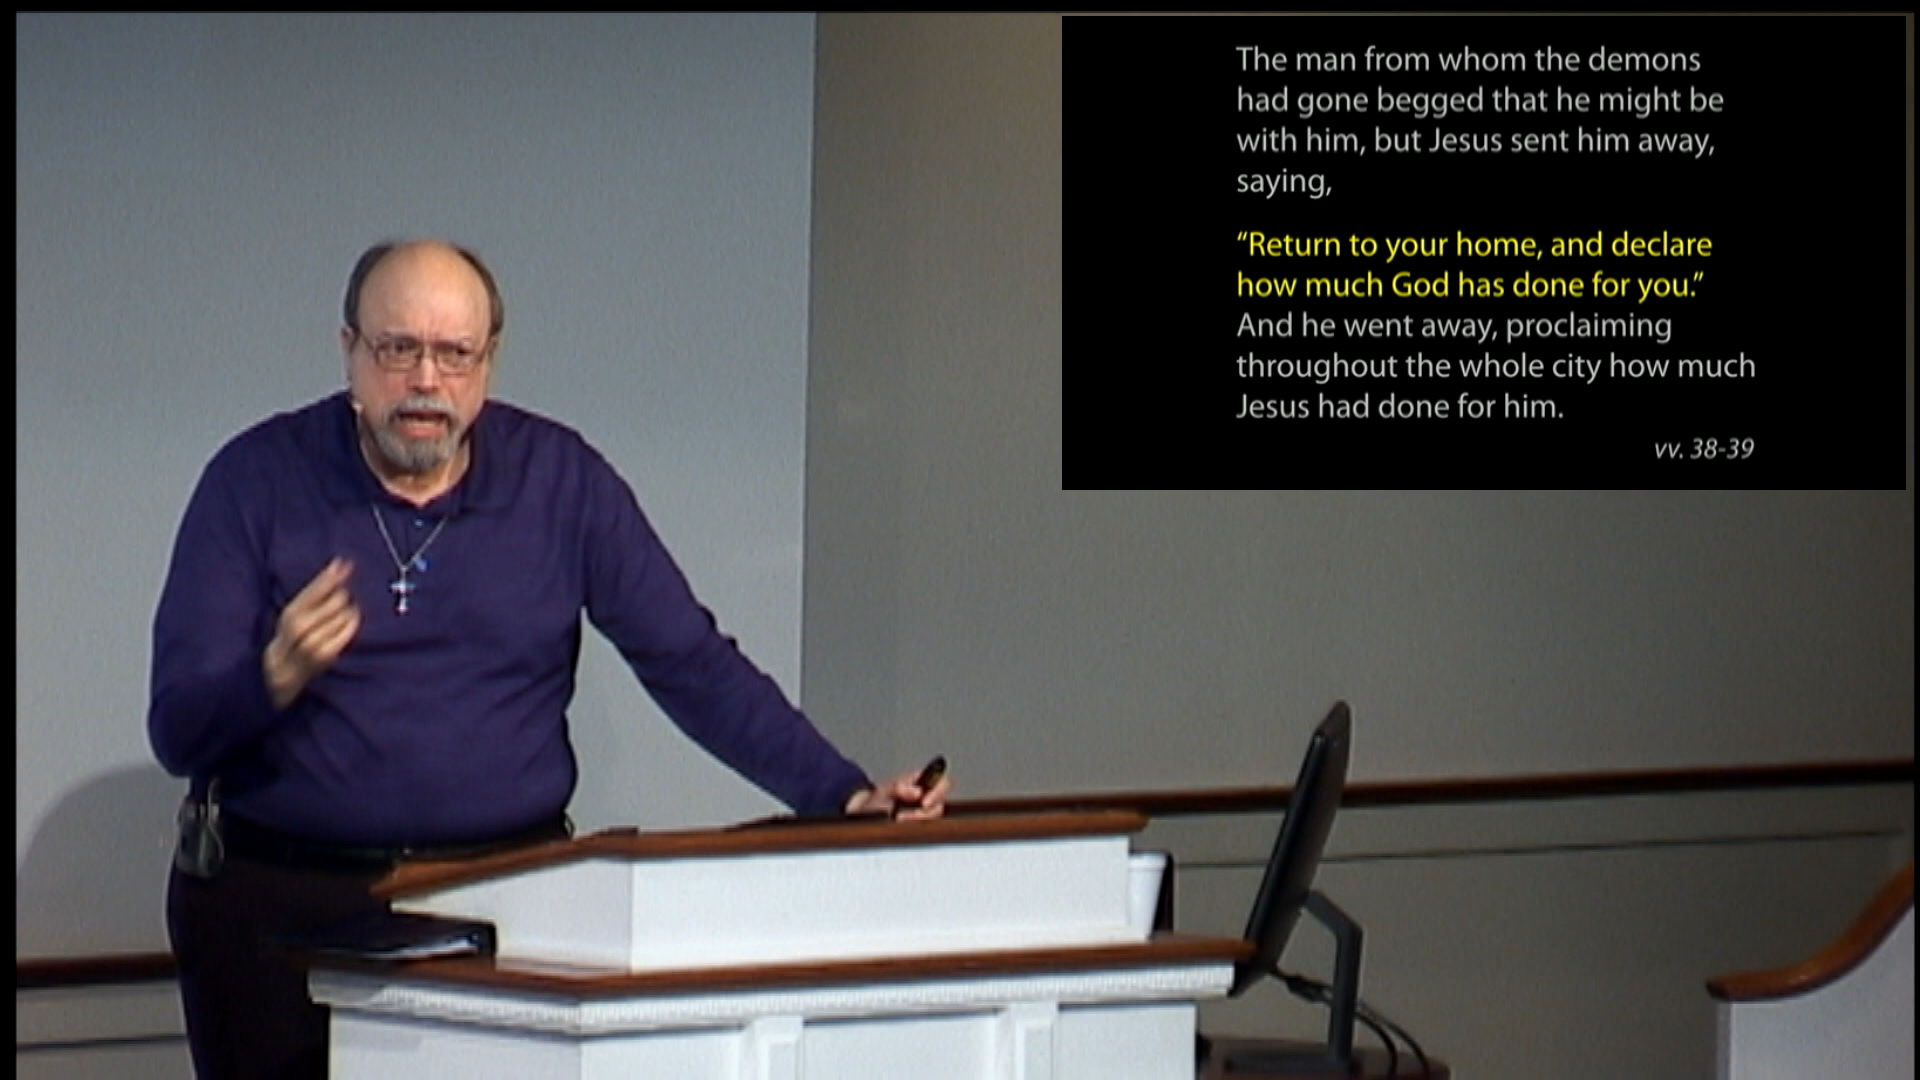 The man from whom the demons
had gone begged that he might be
with him, but Jesus sent him away,
saying,
“Return to your home, and declare
how much God has done for you.”
And he went away, proclaiming
throughout the whole city how much
Jesus had done for him.
vv. 38-39